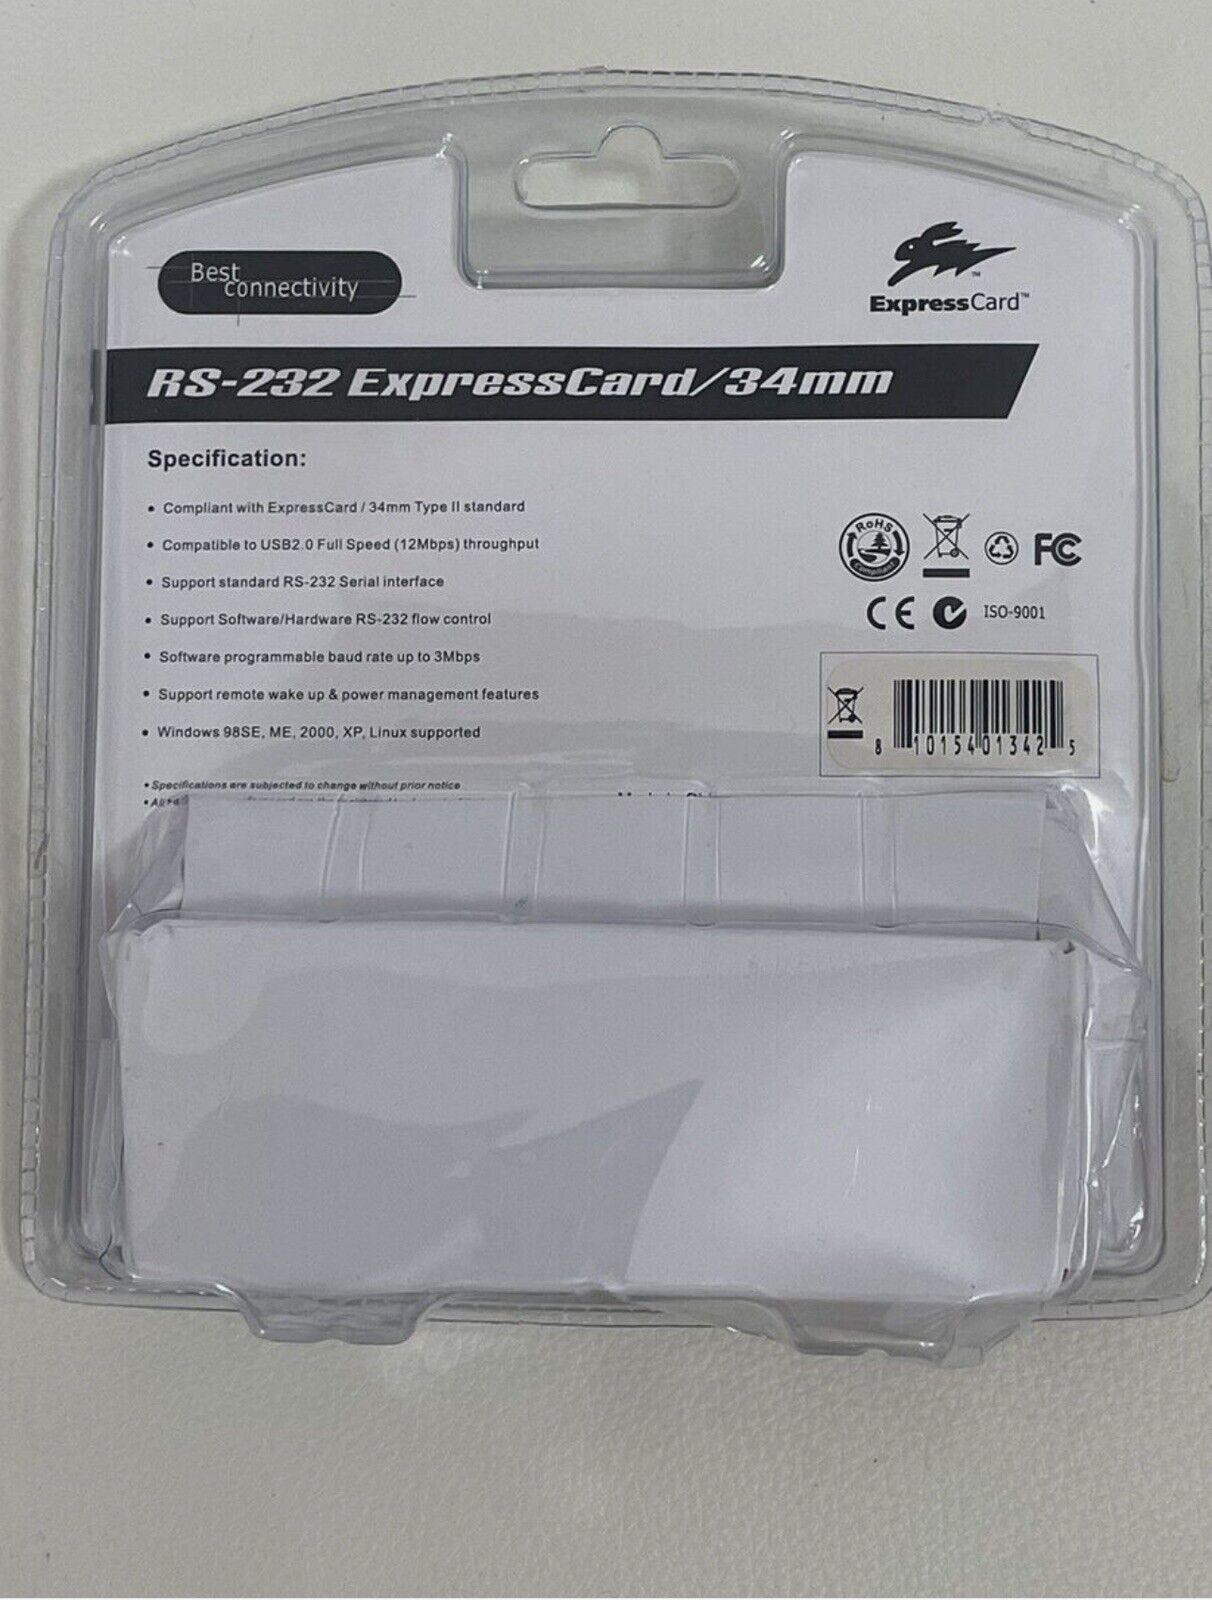 Best
connectivity
ExpressCard™
RS-232 ExpressCard/34mm
Specification:
• Compliant with ExpressCard / 34mm Type II standard
• Compatible to USB2.0 Full Speed (12Mbps) throughput
• Support standard RS-232 Serial interface
• Support Software/Hardware RS-232 flow control
• Software programmable baud rate up to 3Mbps
• Support remote wake up & power management features
• Windows 98SE, ME, 2000, XP, Linux supported
RoHS
compliant
FC
CE
ISO-9001
8 10154 01342 5
• Specifications are subjected to change without prior notice